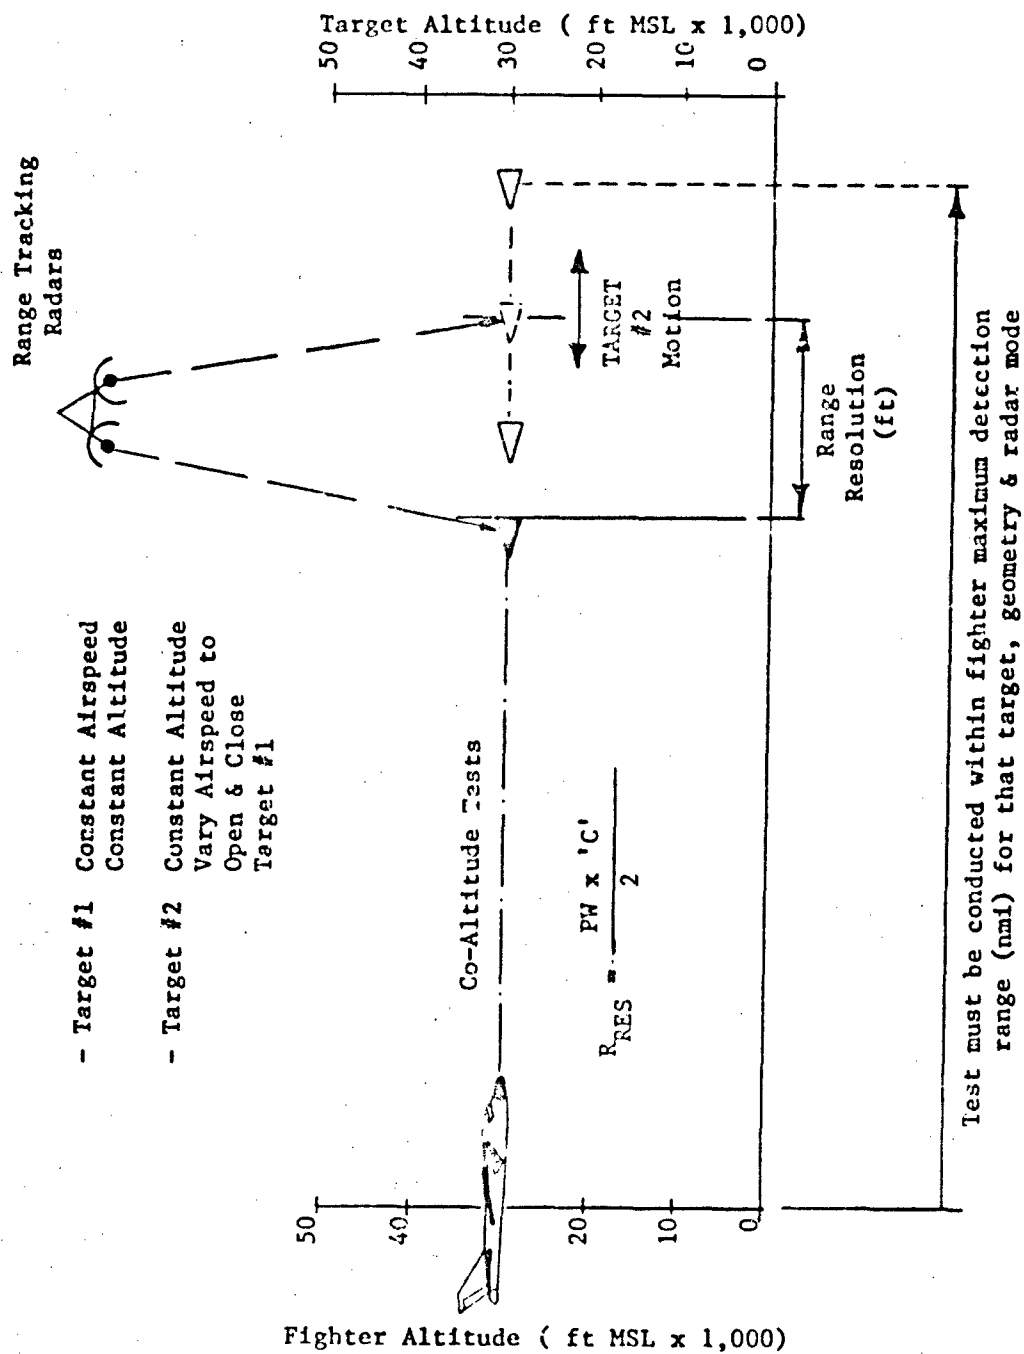 Target Altitude ( ft MSL x 1,000)
50
40
30
20
10
0
Range Tracking
Radars
- Target #1 Constant Airspeed
Constant Altitude
- Target #2 Constant Altitude
Vary Airspeed to
Open & Close
Target #1
TARGET
#2
Motion
Range
Resolution
(ft)
Co-Altitude Tests
R RES = PW x 'C'
2
50
40
20
10
0
Fighter Altitude ( ft MSL x 1,000)
Test must be conducted within fighter maximum detection
range (nmi) for that target, geometry & radar mode